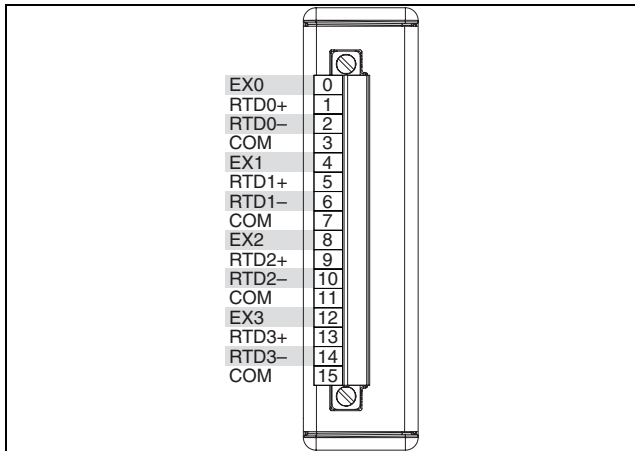 EX0 0
RTD0+ 1
RTD0– 2
COM 3
EX1 4
RTD1+ 5
RTD1– 6
COM 7
EX2 8
RTD2+ 9
RTD2– 10
COM 11
EX3 12
RTD3+ 13
RTD3– 14
COM 15